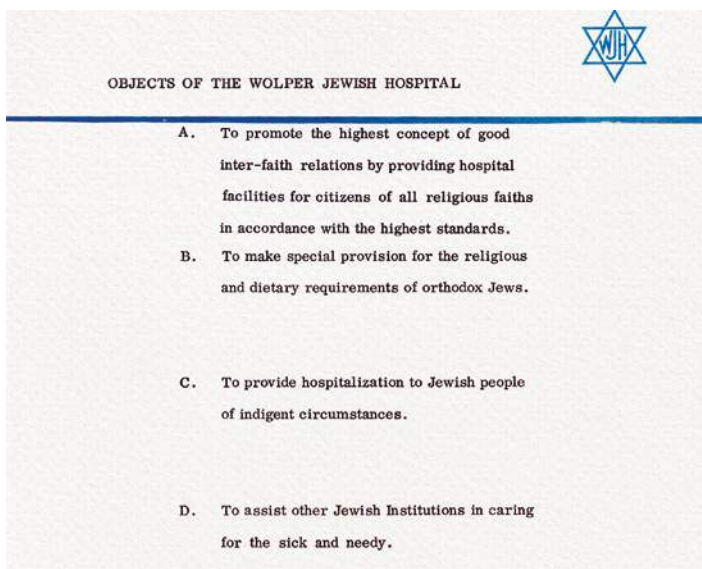 WJH
OBJECTS OF THE WOLPER JEWISH HOSPITAL
A. To promote the highest concept of good
inter-faith relations by providing hospital
facilities for citizens of all religious faiths
in accordance with the highest standards.
B. To make special provision for the religious
and dietary requirements of orthodox Jews.
C. To provide hospitalization to Jewish people
of indigent circumstances.
D. To assist other Jewish Institutions in caring
for the sick and needy.